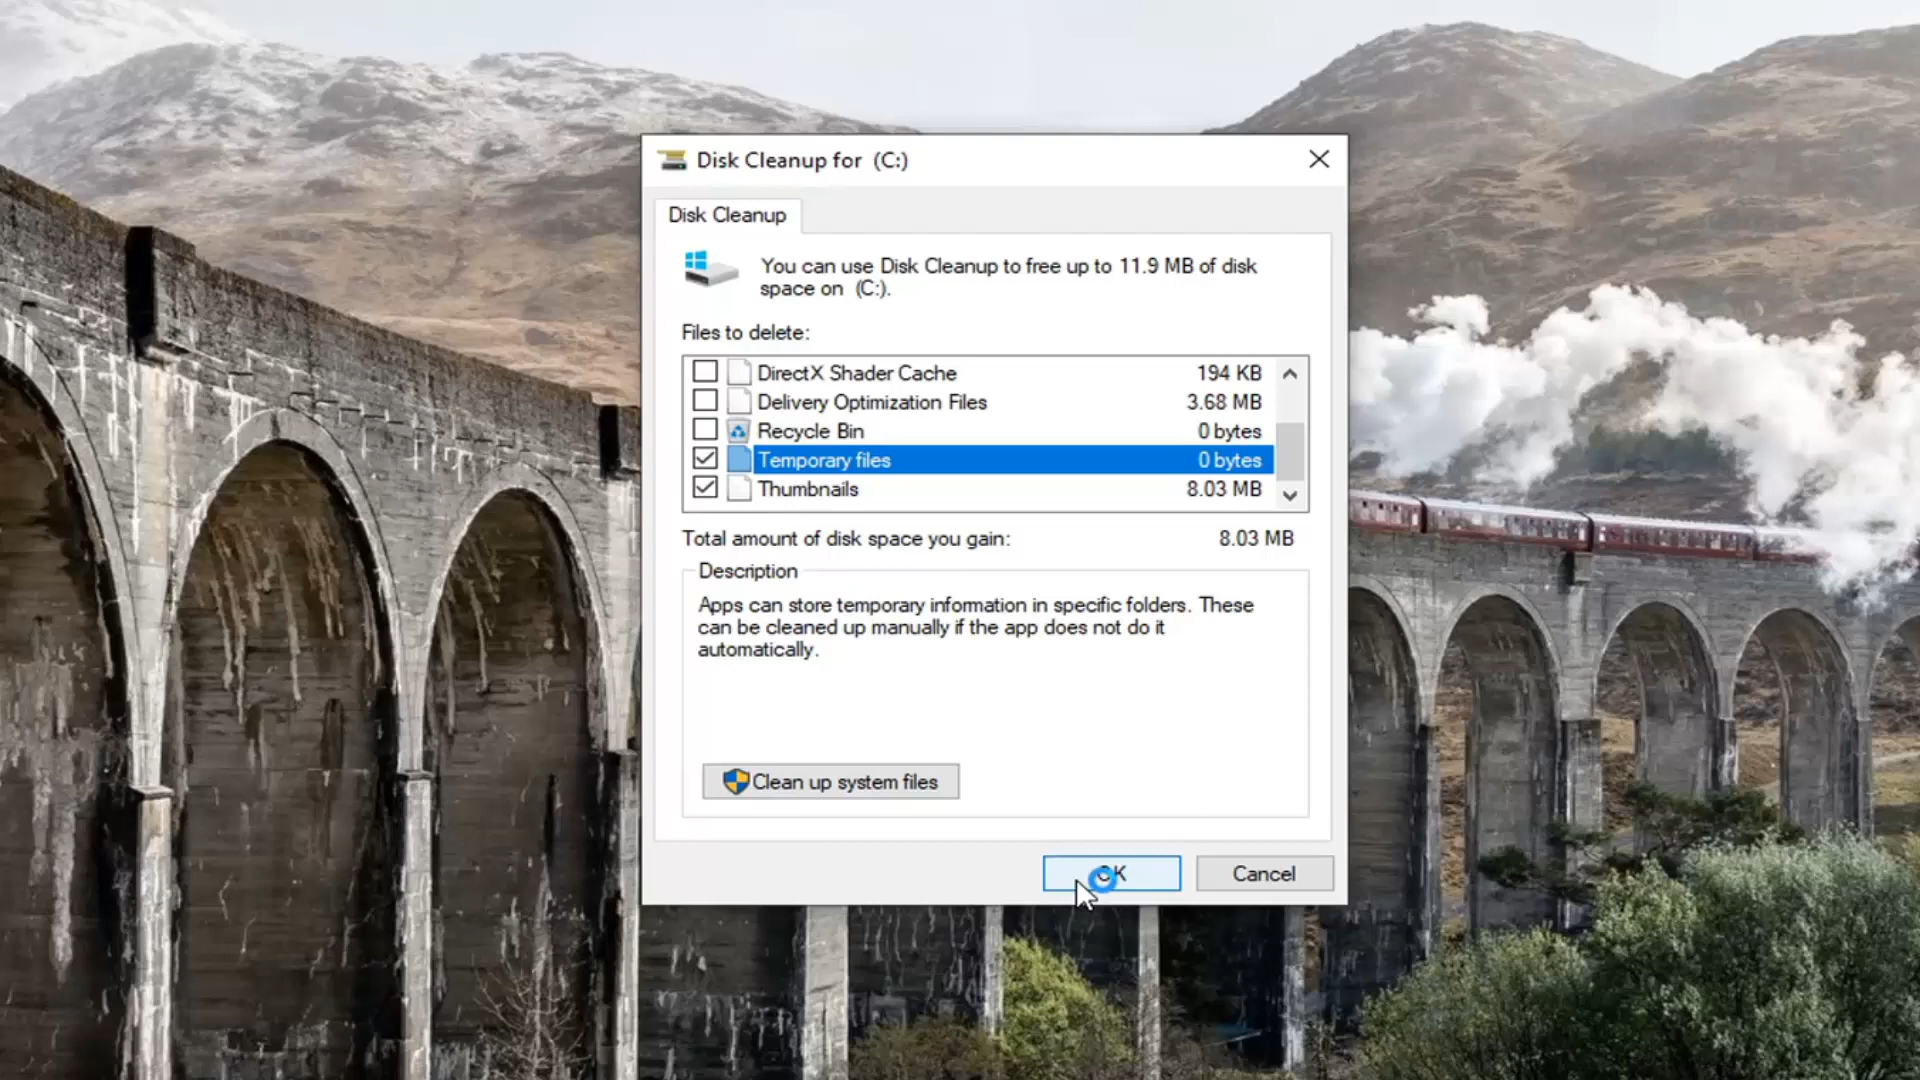 Disk Cleanup for (C:)
Disk Cleanup
You can use Disk Cleanup to free up to 11.9 MB of disk
space on (C:).
Files to delete:
DirectX Shader Cache 194 KB
Delivery Optimization Files 3.68 MB
Recycle Bin 0 bytes
Temporary files 0 bytes
Thumbnails 8.03 MB
Total amount of disk space you gain: 8.03 MB
Description
Apps can store temporary information in specific folders. These
can be cleaned up manually if the app does not do it
automatically.
Clean up system files
OK Cancel